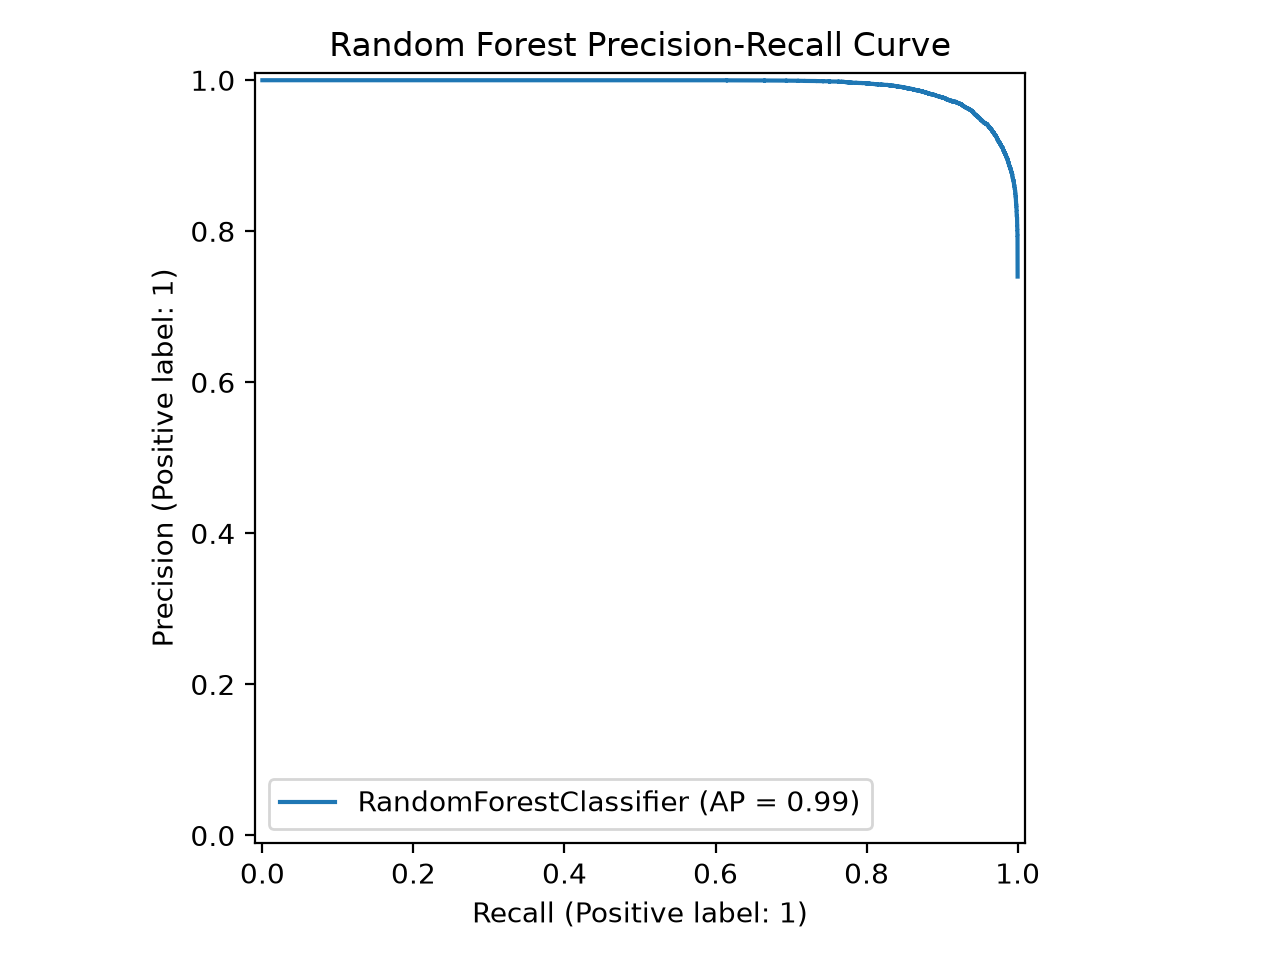 Random Forest Precision-Recall Curve
1.0
0.8
0.6
0.4
0.2
0.0
Precision (Positive label: 1)
RandomForestClassifier (AP = 0.99)
0.0 0.2 0.4 0.6 0.8 1.0
Recall (Positive label: 1)